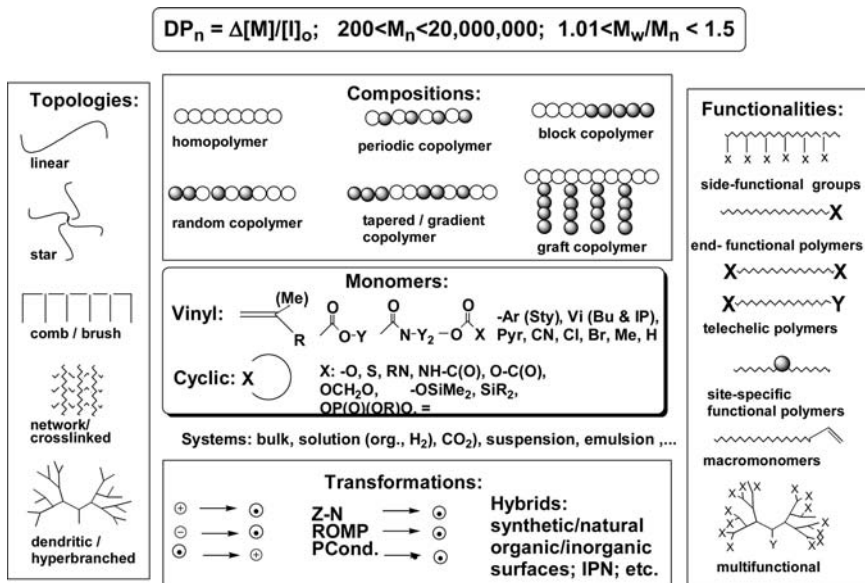 DPn = Δ[M]/[I]o; 200<Mn<20,000,000; 1.01<Mw/Mn < 1.5
Topologies:
linear
star
comb / brush
network/
crosslinked
dendritic /
hyperbranched
Compositions:
homopolymer
periodic copolymer
block copolymer
random copolymer
tapered / gradient
copolymer
graft copolymer
Monomers:
Vinyl:
(Me)
R
O
O-Y
O
N-Y2
O
-O X
-Ar (Sty), Vi (Bu & IP),
Pyr, CN, Cl, Br, Me, H
Cyclic: X
X: -O, S, RN, NH-C(O), O-C(O),
OCH2O, -OSiMe2, SiR2,
OP(O)(OR)O, =
Systems: bulk, solution (org., H2), CO2), suspension, emulsion ,...
Transformations:
+
−
+
Z-N
ROMP
PCond.
Hybrids:
synthetic/natural
organic/inorganic
surfaces; IPN; etc.
Functionalities:
X X X X X X
side-functional groups
X
end- functional polymers
X X
X Y
telechelic polymers
site-specific
functional polymers
macromonomers
X X X X X X X X X X X X X X X X
Y
multifunctional